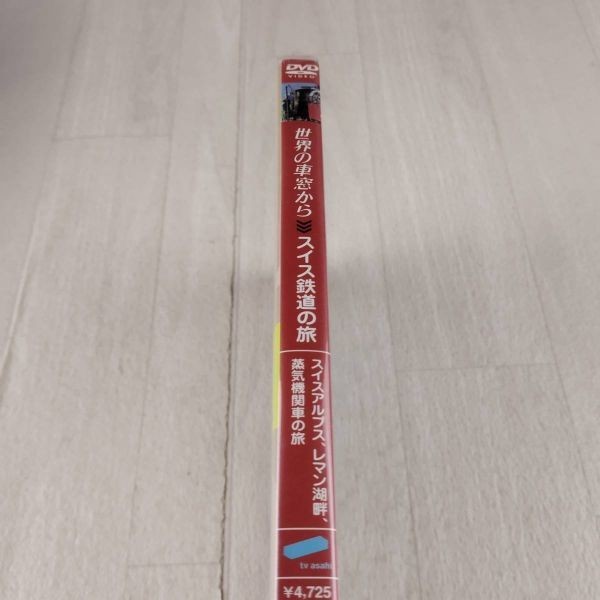 DVD
VIDEO
世界の車窓から
スイス鉄道の旅
スイスアルプス、レマン湖畔、
蒸気機関車の旅
tv asahi
¥4,725